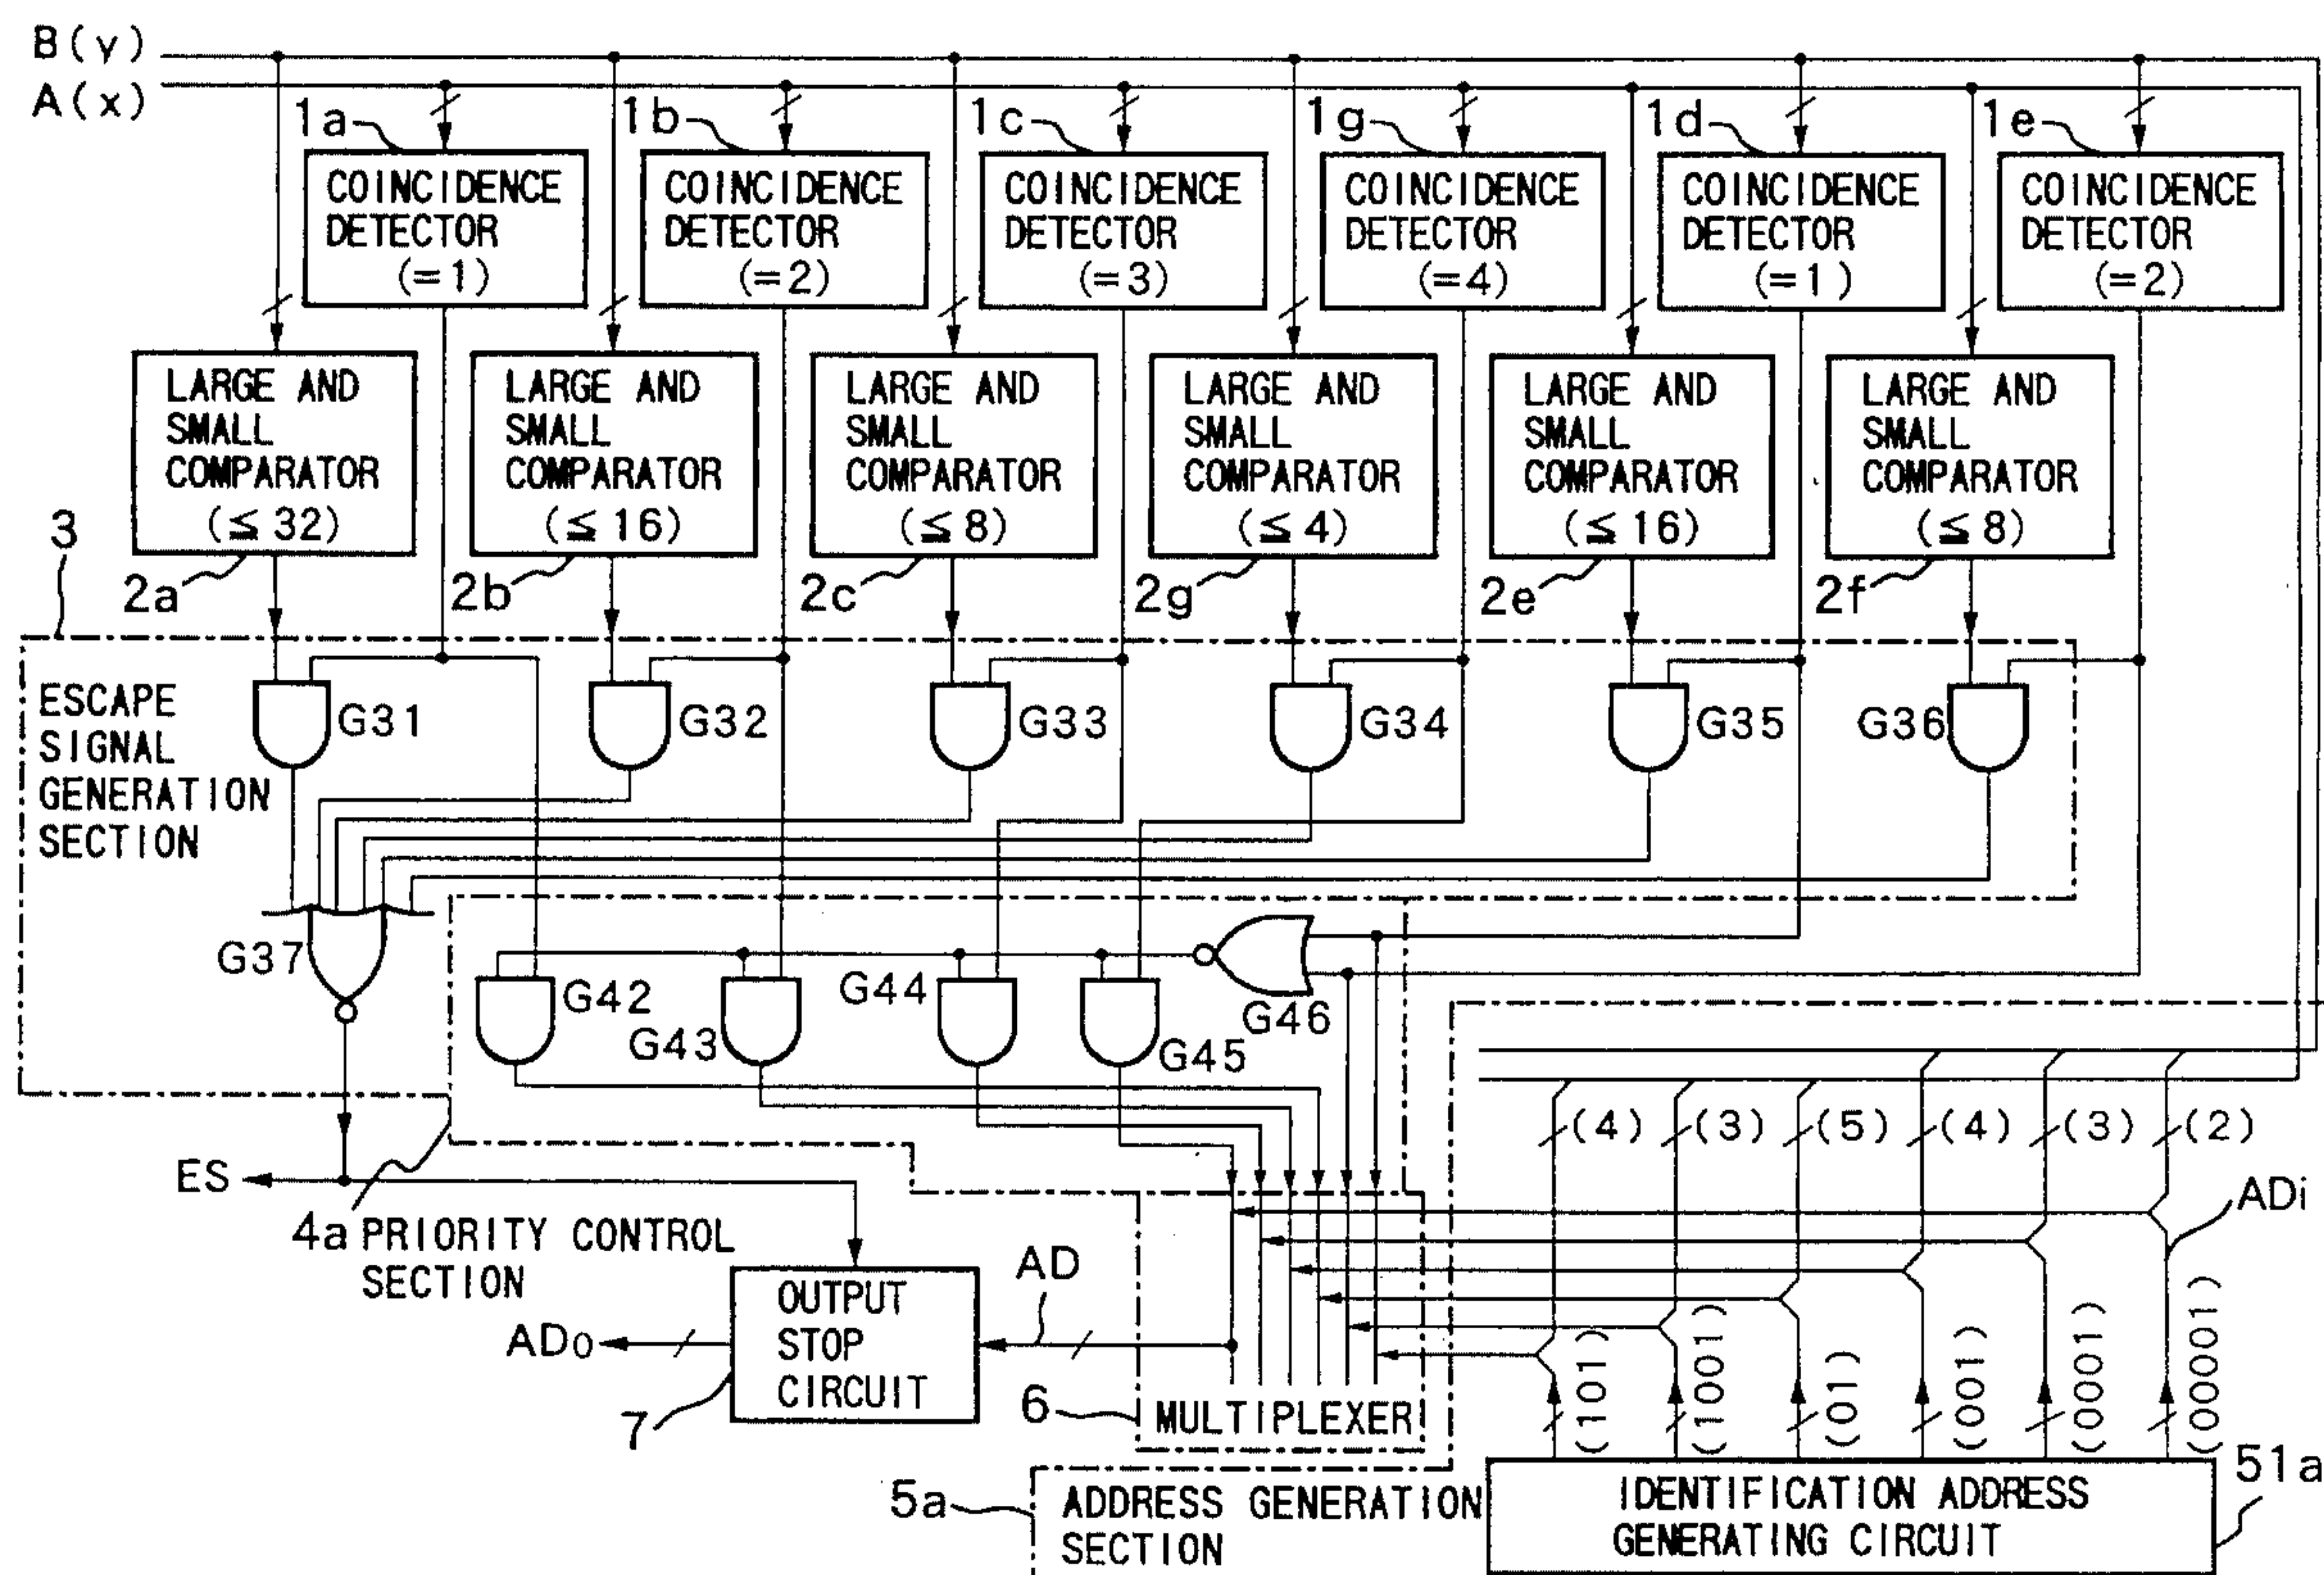 B(y)
A(x)
1a
1b
1c
1g
1d
1e
COINCIDENCE
DETECTOR
(=1)
COINCIDENCE
DETECTOR
(=2)
COINCIDENCE
DETECTOR
(=3)
COINCIDENCE
DETECTOR
(=4)
COINCIDENCE
DETECTOR
(=1)
COINCIDENCE
DETECTOR
(=2)
LARGE AND
SMALL
COMPARATOR
(≦32)
LARGE AND
SMALL
COMPARATOR
(≦16)
LARGE AND
SMALL
COMPARATOR
(≦8)
LARGE AND
SMALL
COMPARATOR
(≦4)
LARGE AND
SMALL
COMPARATOR
(≦16)
LARGE AND
SMALL
COMPARATOR
(≦8)
3
2a
2b
2c
2g
2e
2f
ESCAPE
SIGNAL
GENERATION
SECTION
G31
G32
G33
G34
G35
G36
G37
G42
G43
G44
G45
G46
(4)
(3)
(5)
(4)
(3)
(2)
ES
4a PRIORITY CONTROL
SECTION
ADi
AD
OUTPUT
STOP
CIRCUIT
AD0
7
6
MULTIPLEXER
(101)
(1001)
(01)
(001)
(0001)
(00001)
5a
ADDRESS GENERATION
SECTION
IDENTIFICATION ADDRESS
GENERATING CIRCUIT
51a